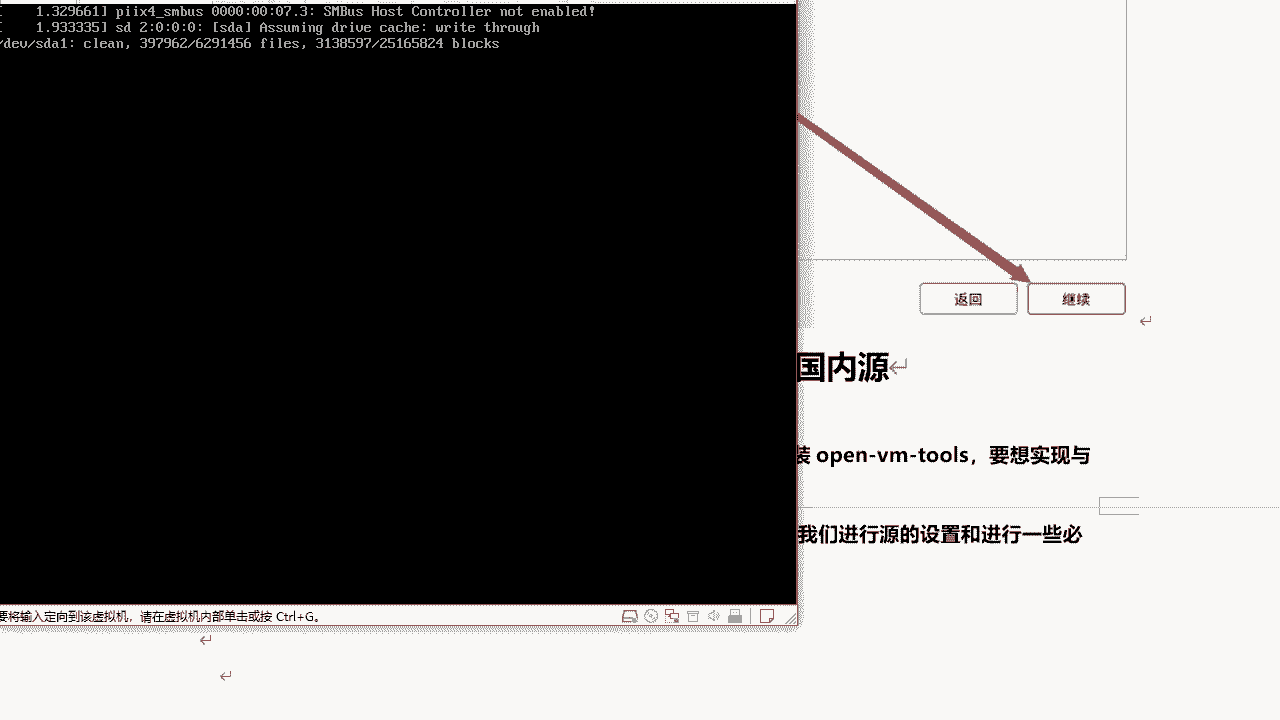 [    1.329661] piix4_smbus 0000:00:07.3: SMBus Host Controller not enabled!
[    1.933335] sd 2:0:0:0: [sda] Assuming drive cache: write through
/dev/sda1: clean, 397962/6291456 files, 3138597/25165824 blocks
返回
继续
国内源
装 open-vm-tools，要想实现与
我们进行源的设置和进行一些必
要将输入定向到该虚拟机，请在虚拟机内部单击或按 Ctrl+G。